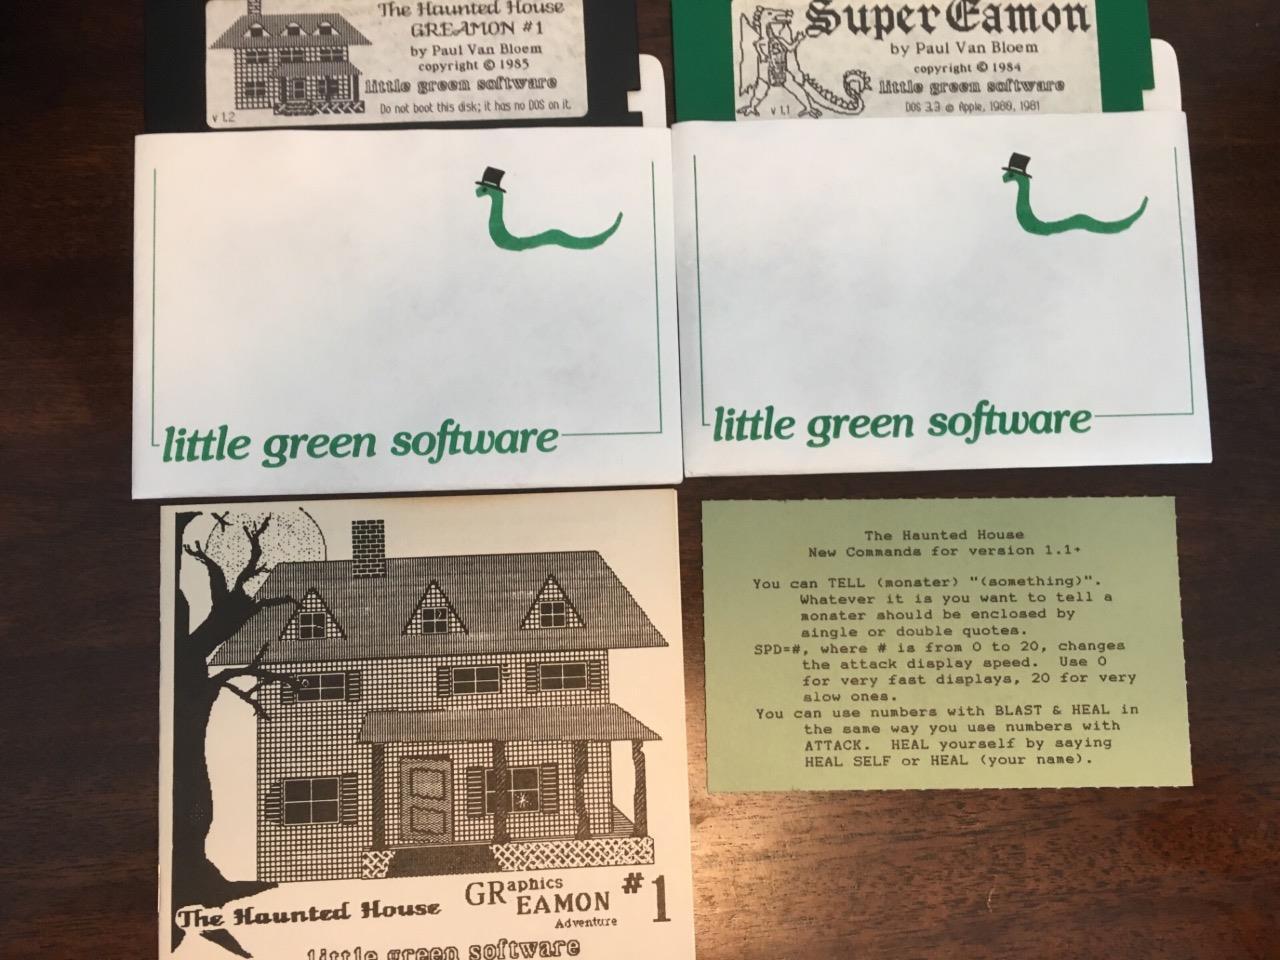 The Haunted House
GREAMON #1
by Paul Van Bloem
copyright © 1985
little green software
Do not boot this disk; it has no DOS on it.
v 1.2
SuperEamon
by Paul Van Bloem
copyright © 1984
little green software
v 1.1
DOS 3.3 © Apple, 1980, 1981
little green software
little green software
The Haunted House
GRaphics
EAMON
Adventure
#1
little green software
The Haunted House
New Commands for version 1.1+
You can TELL (monster) "(something)".
Whatever it is you want to tell a
monster should be enclosed by
single or double quotes.
SPD=#, where # is from 0 to 20, changes
the attack display speed. Use 0
for very fast displays, 20 for very
slow ones.
You can use numbers with BLAST & HEAL in
the same way you use numbers with
ATTACK. HEAL yourself by saying
HEAL SELF or HEAL (your name).